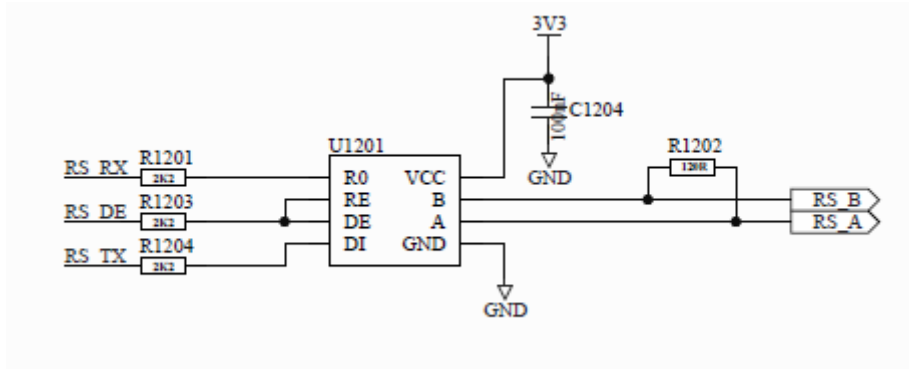 3V3
100nF
C1204
GND
U1201
R1202
120R
RS_RX
R1201
2K2
R0
VCC
RS_DE
R1203
2K2
RE
B
RS_B
DE
A
RS_A
RS_TX
R1204
2K2
DI
GND
GND